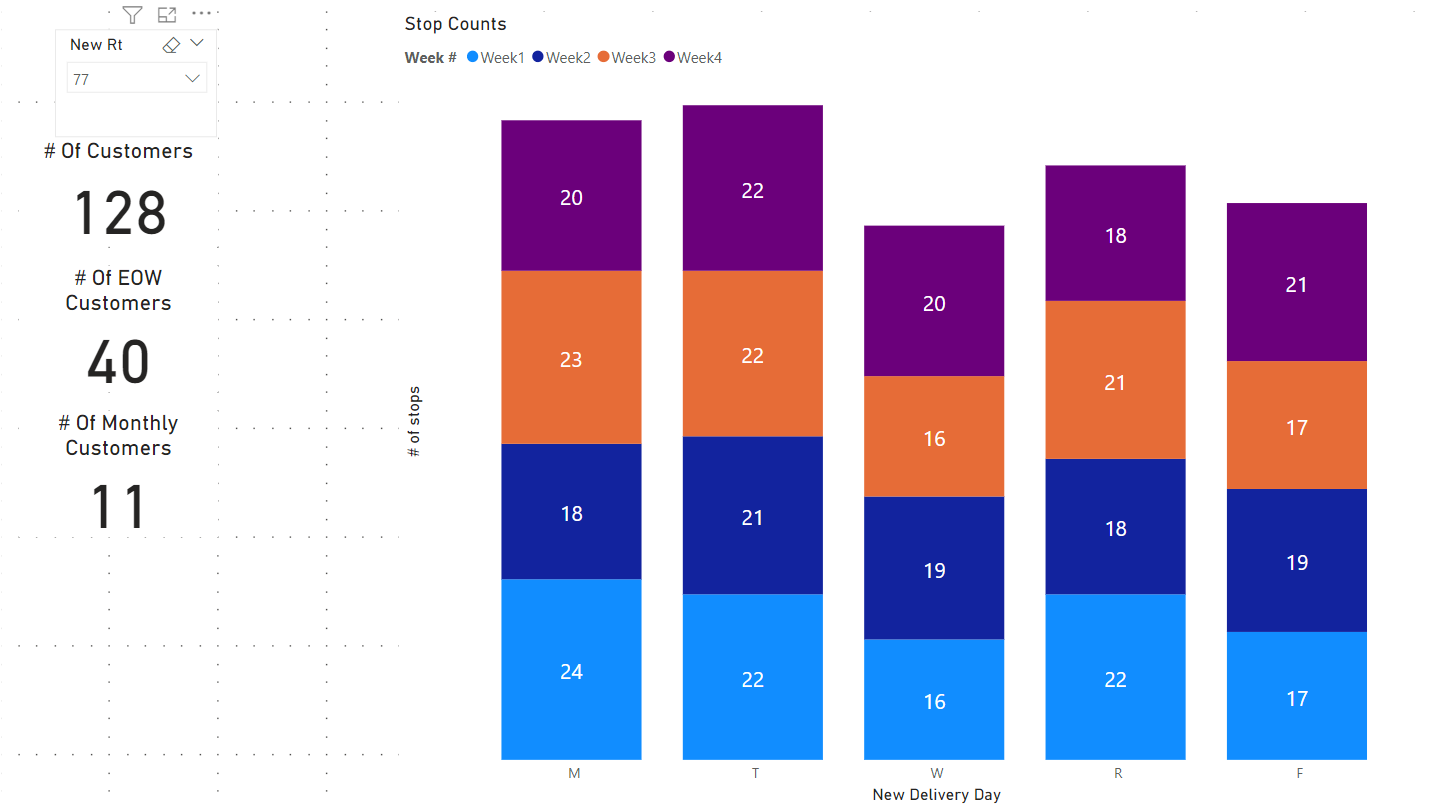 New Rt
77
# Of Customers
128
# Of EOW
Customers
40
# Of Monthly
Customers
11
Stop Counts
Week # Week1 Week2 Week3 Week4
# of stops
20 22 20 18 21
23 22 16 21 17
18 21 19 18 19
24 22 16 22 17
M T W R F
New Delivery Day